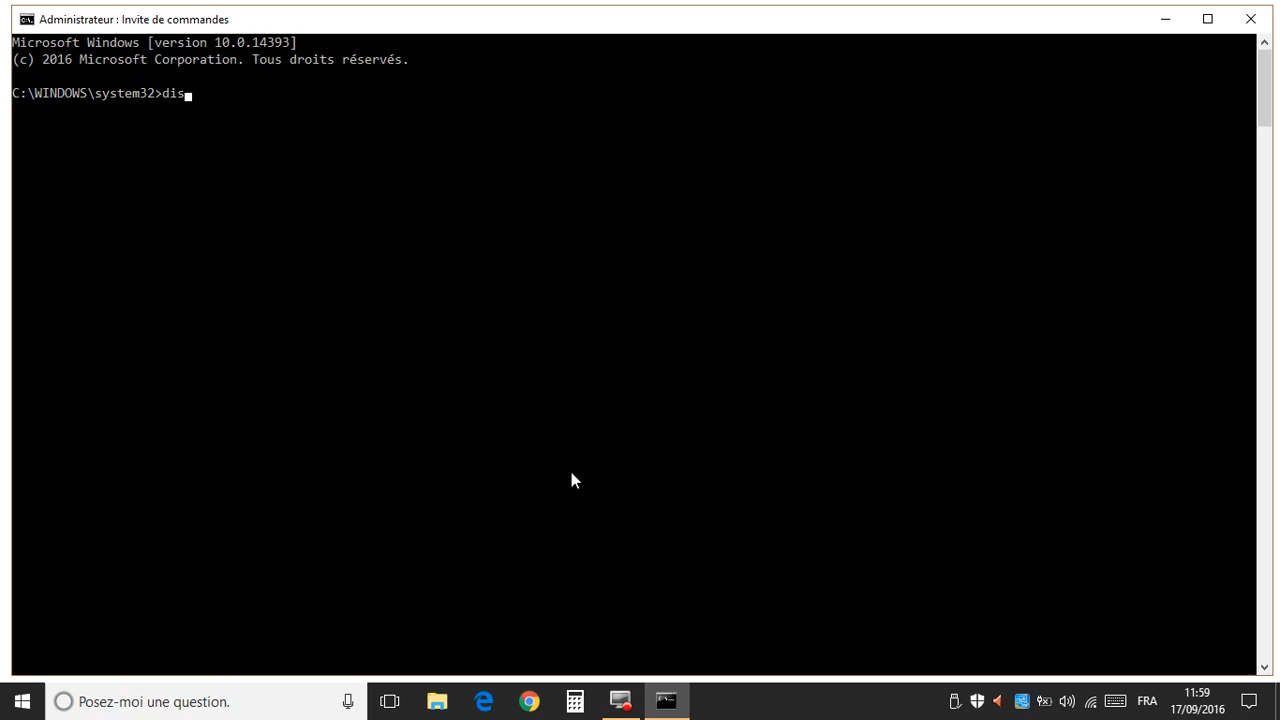 Administrateur : Invite de commandes
Microsoft Windows [version 10.0.14393]
(c) 2016 Microsoft Corporation. Tous droits réservés.
C:\WINDOWS\system32>dis
Posez-moi une question.
FRA
11:59
17/09/2016